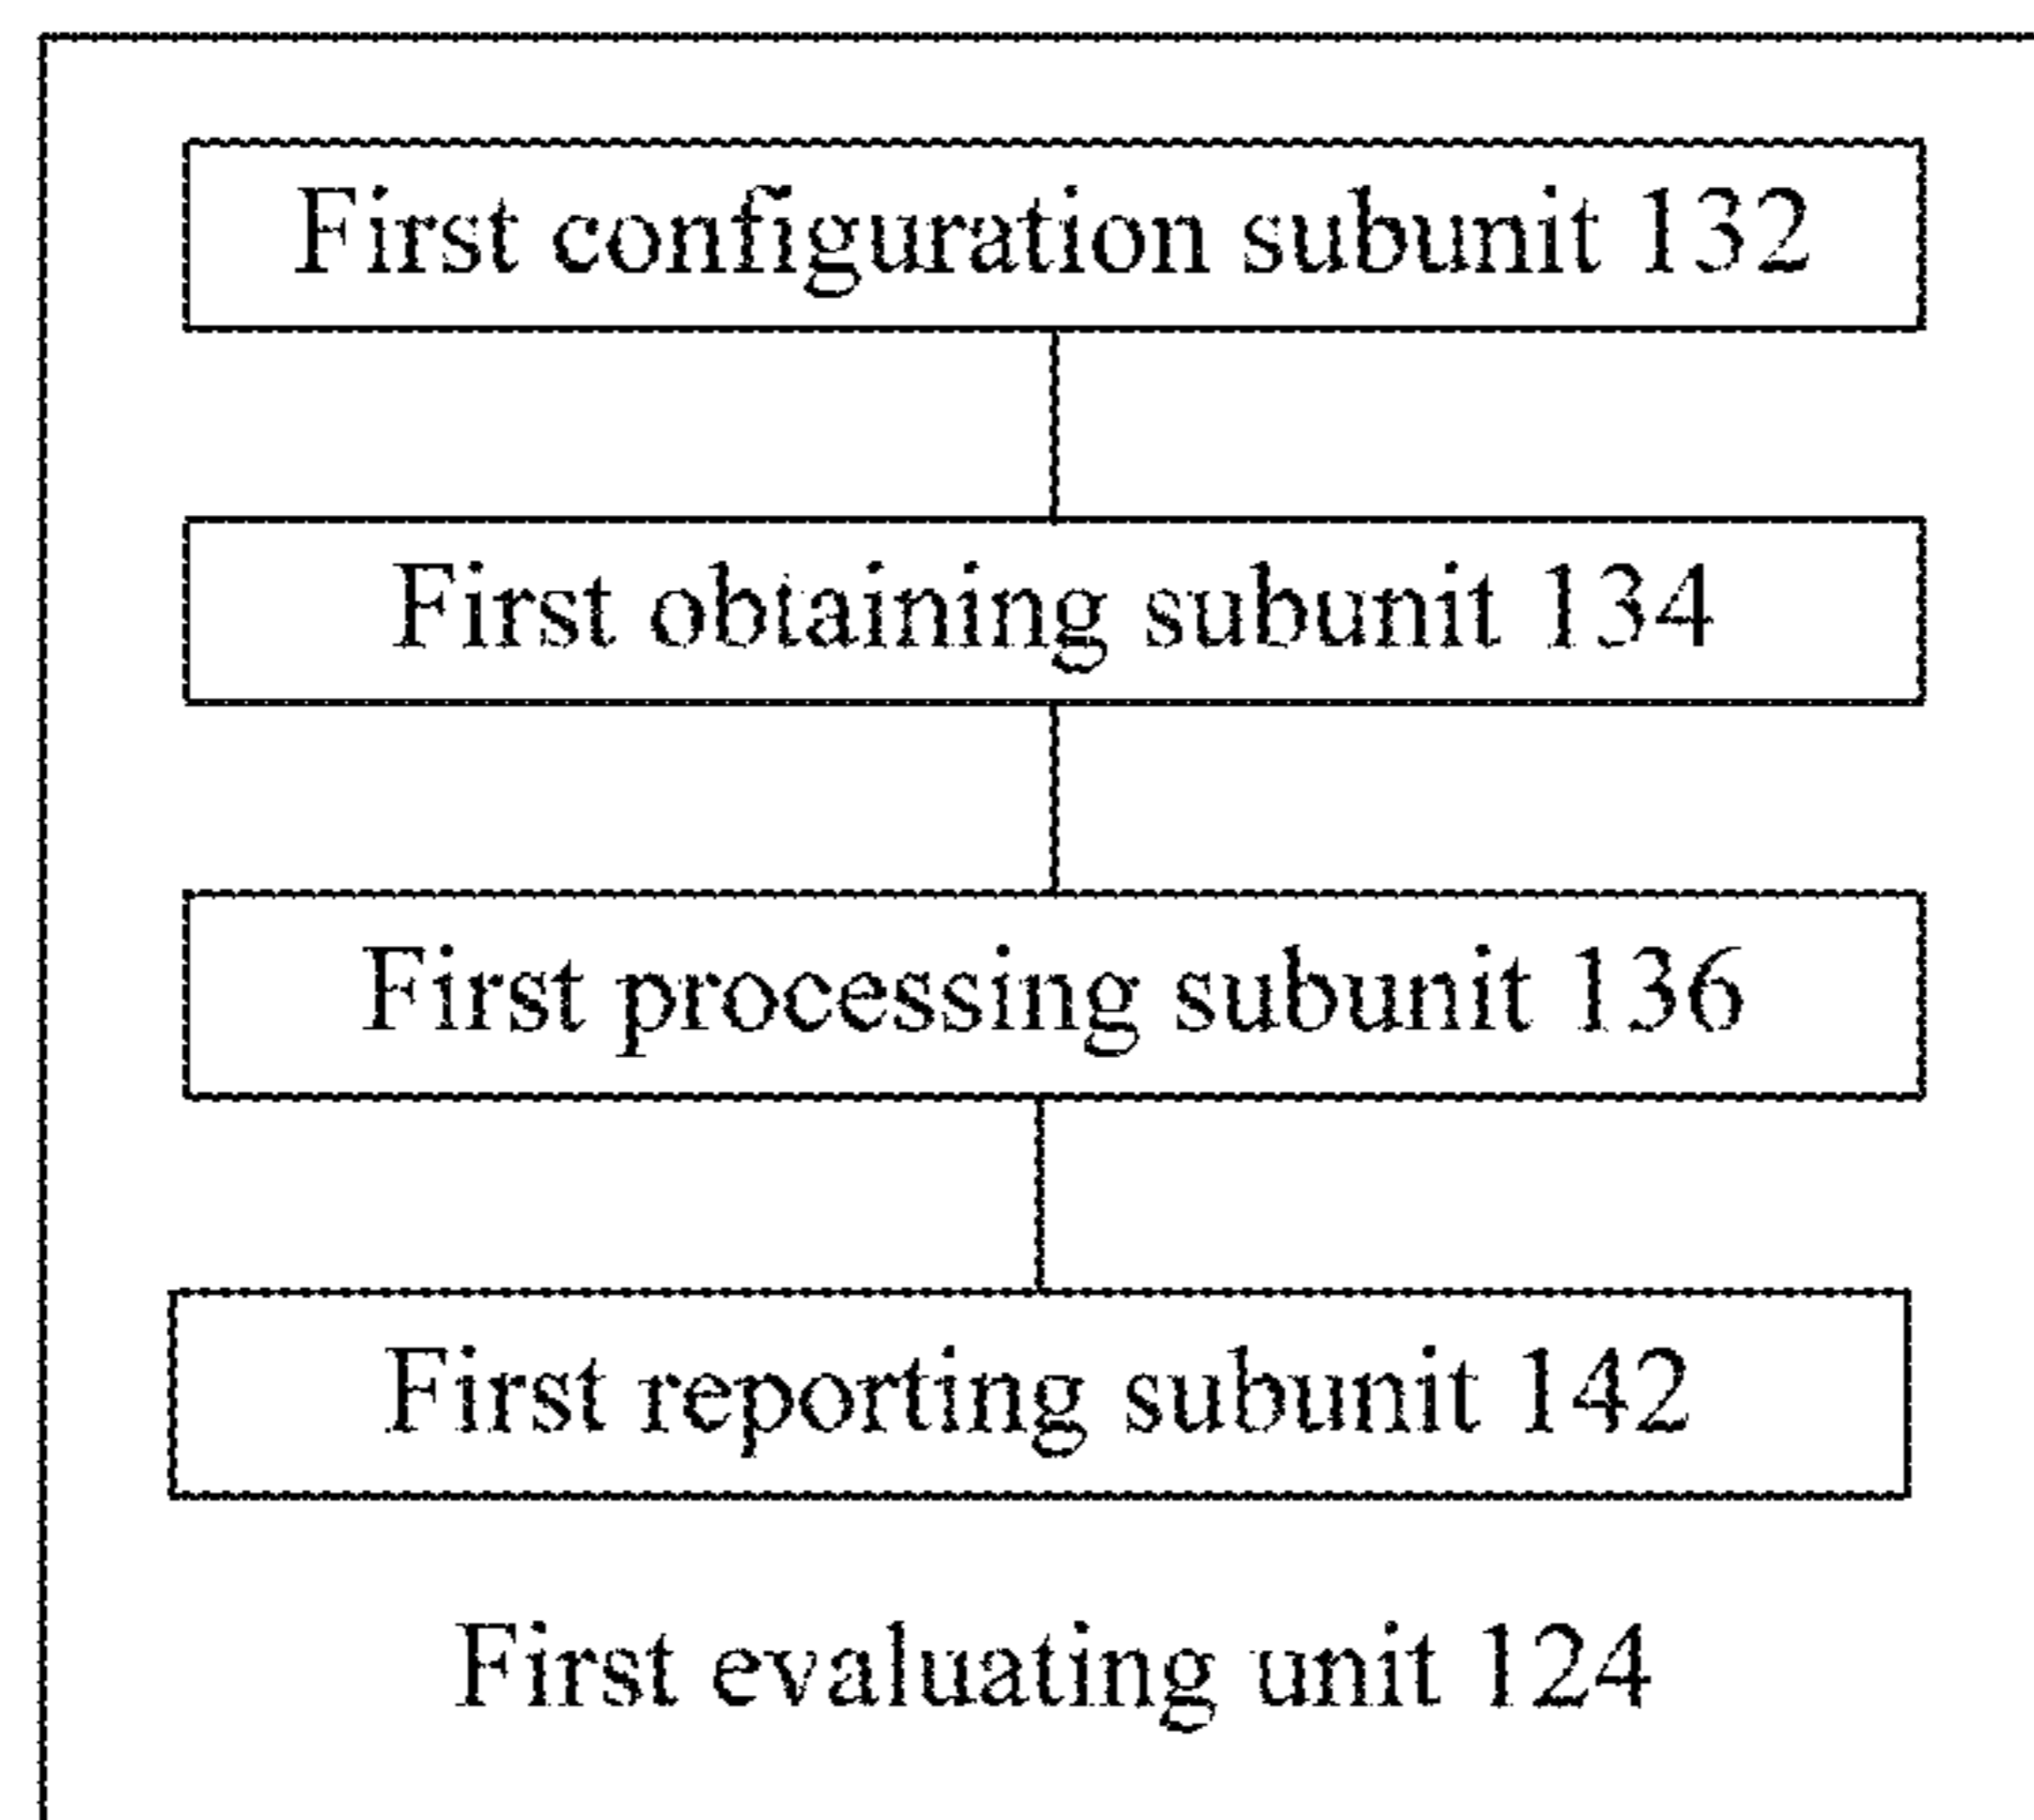 First configuration subunit 132
First obtaining subunit 134
First processing subunit 136
First reporting subunit 142
First evaluating unit 124